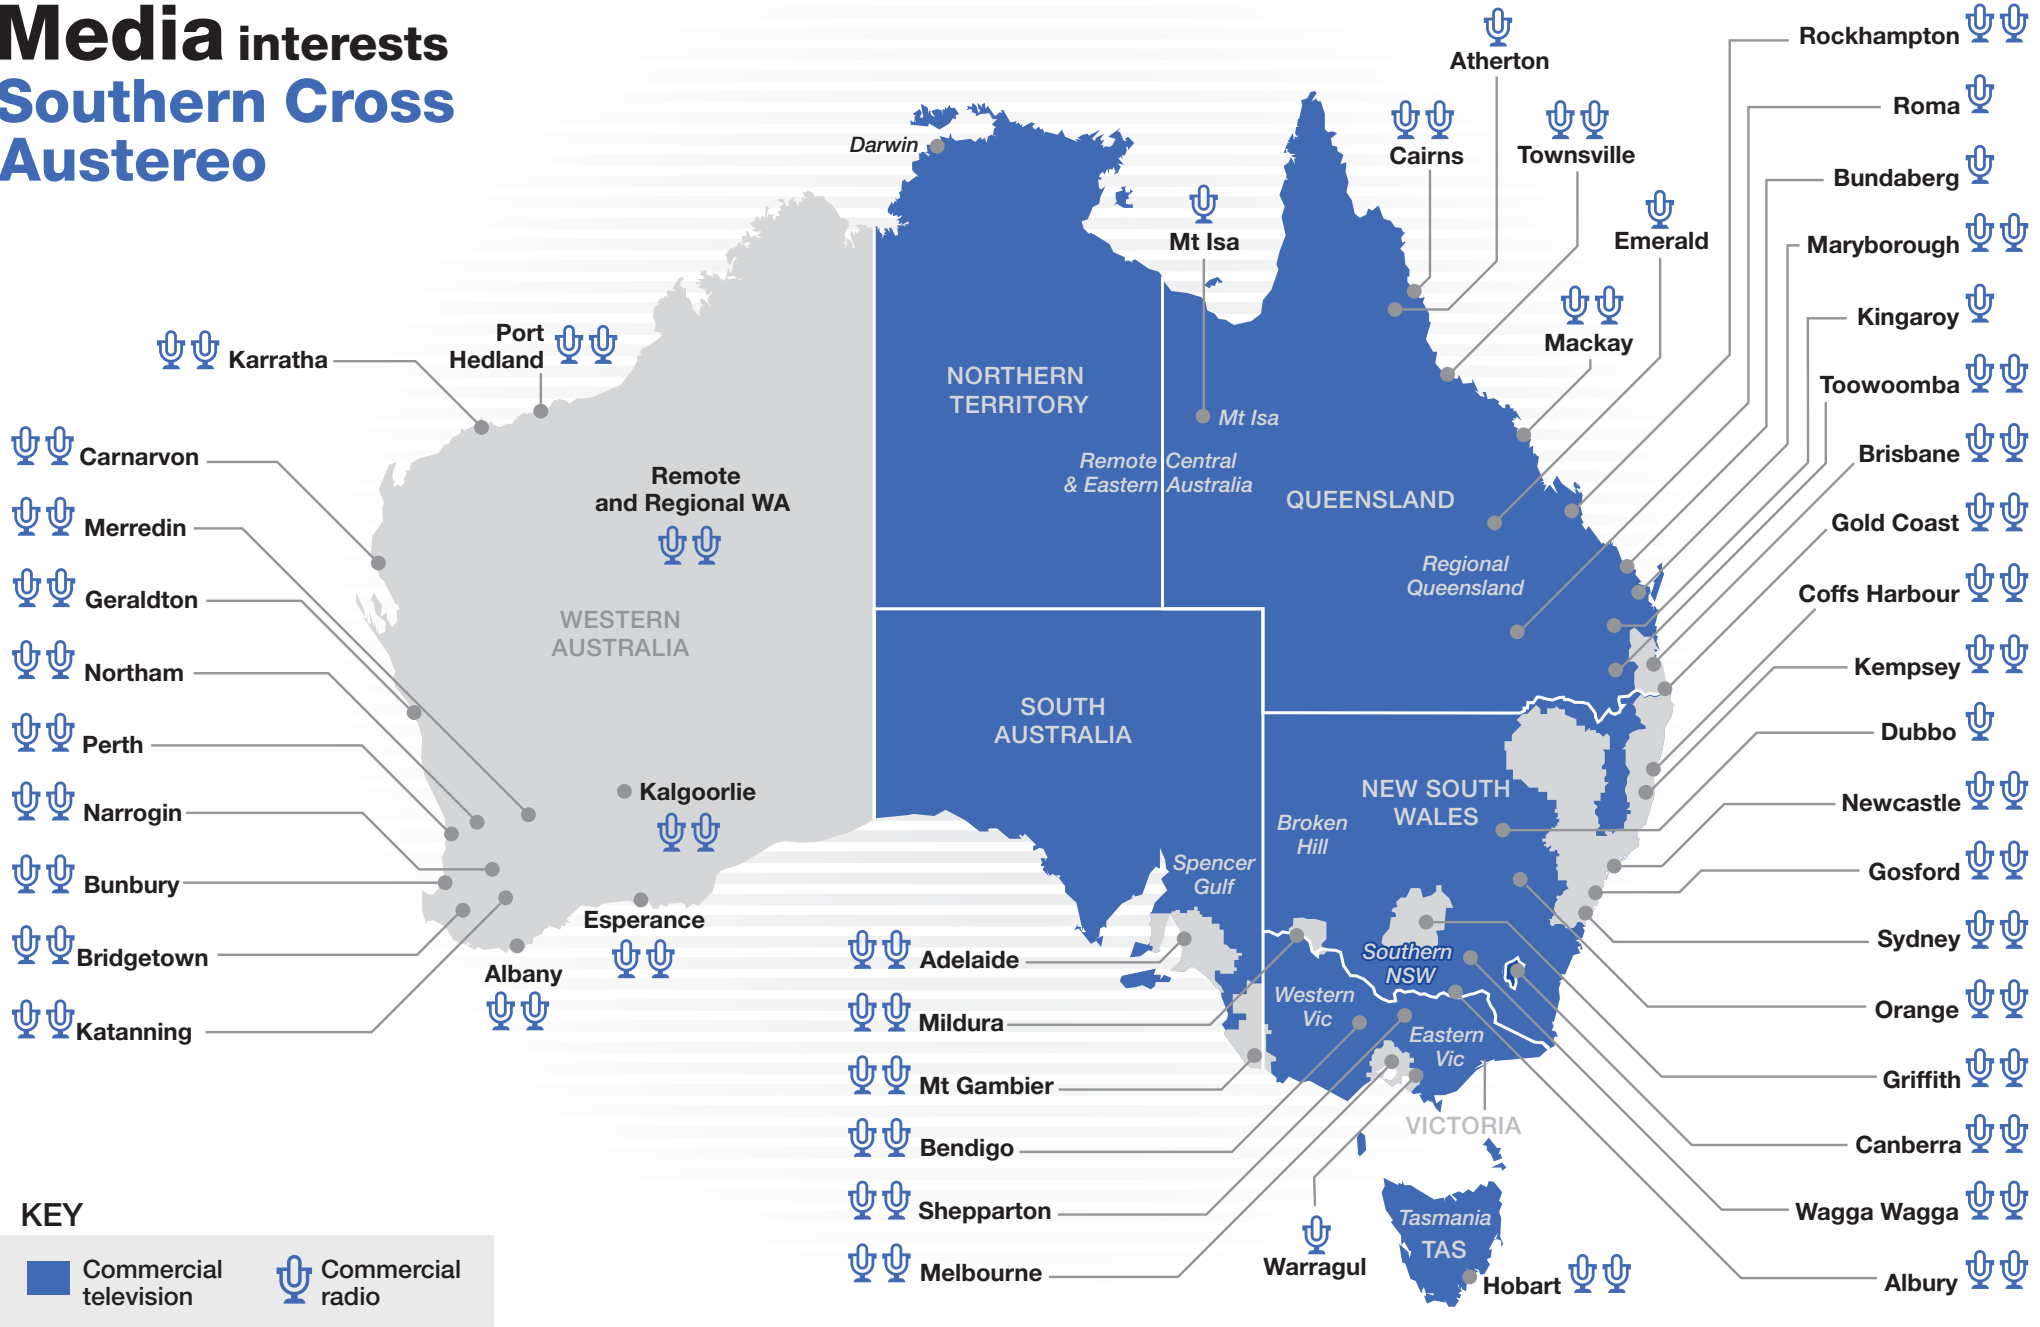 Media interests
Southern Cross
Austereo
Darwin
Atherton
Cairns
Townsville
Mt Isa
Emerald
Mackay
Rockhampton
Roma
Bundaberg
Maryborough
Kingaroy
Toowoomba
Brisbane
Gold Coast
Coffs Harbour
Kempsey
Dubbo
Newcastle
Gosford
Sydney
Orange
Griffith
Canberra
Wagga Wagga
Albury
Karratha
Port
Hedland
Carnarvon
Merredin
Geraldton
Northam
Perth
Narrogin
Bunbury
Bridgetown
Katanning
Remote
and Regional WA
WESTERN
AUSTRALIA
Kalgoorlie
Esperance
Albany
NORTHERN
TERRITORY
Mt Isa
Remote Central
& Eastern Australia
QUEENSLAND
Regional
Queensland
SOUTH
AUSTRALIA
Spencer
Gulf
Broken
Hill
NEW SOUTH
WALES
Southern
NSW
Western
Vic
Eastern
Vic
VICTORIA
Adelaide
Mildura
Mt Gambier
Bendigo
Shepparton
Melbourne
Warragul
Tasmania
TAS
Hobart
KEY
Commercial
television
Commercial
radio